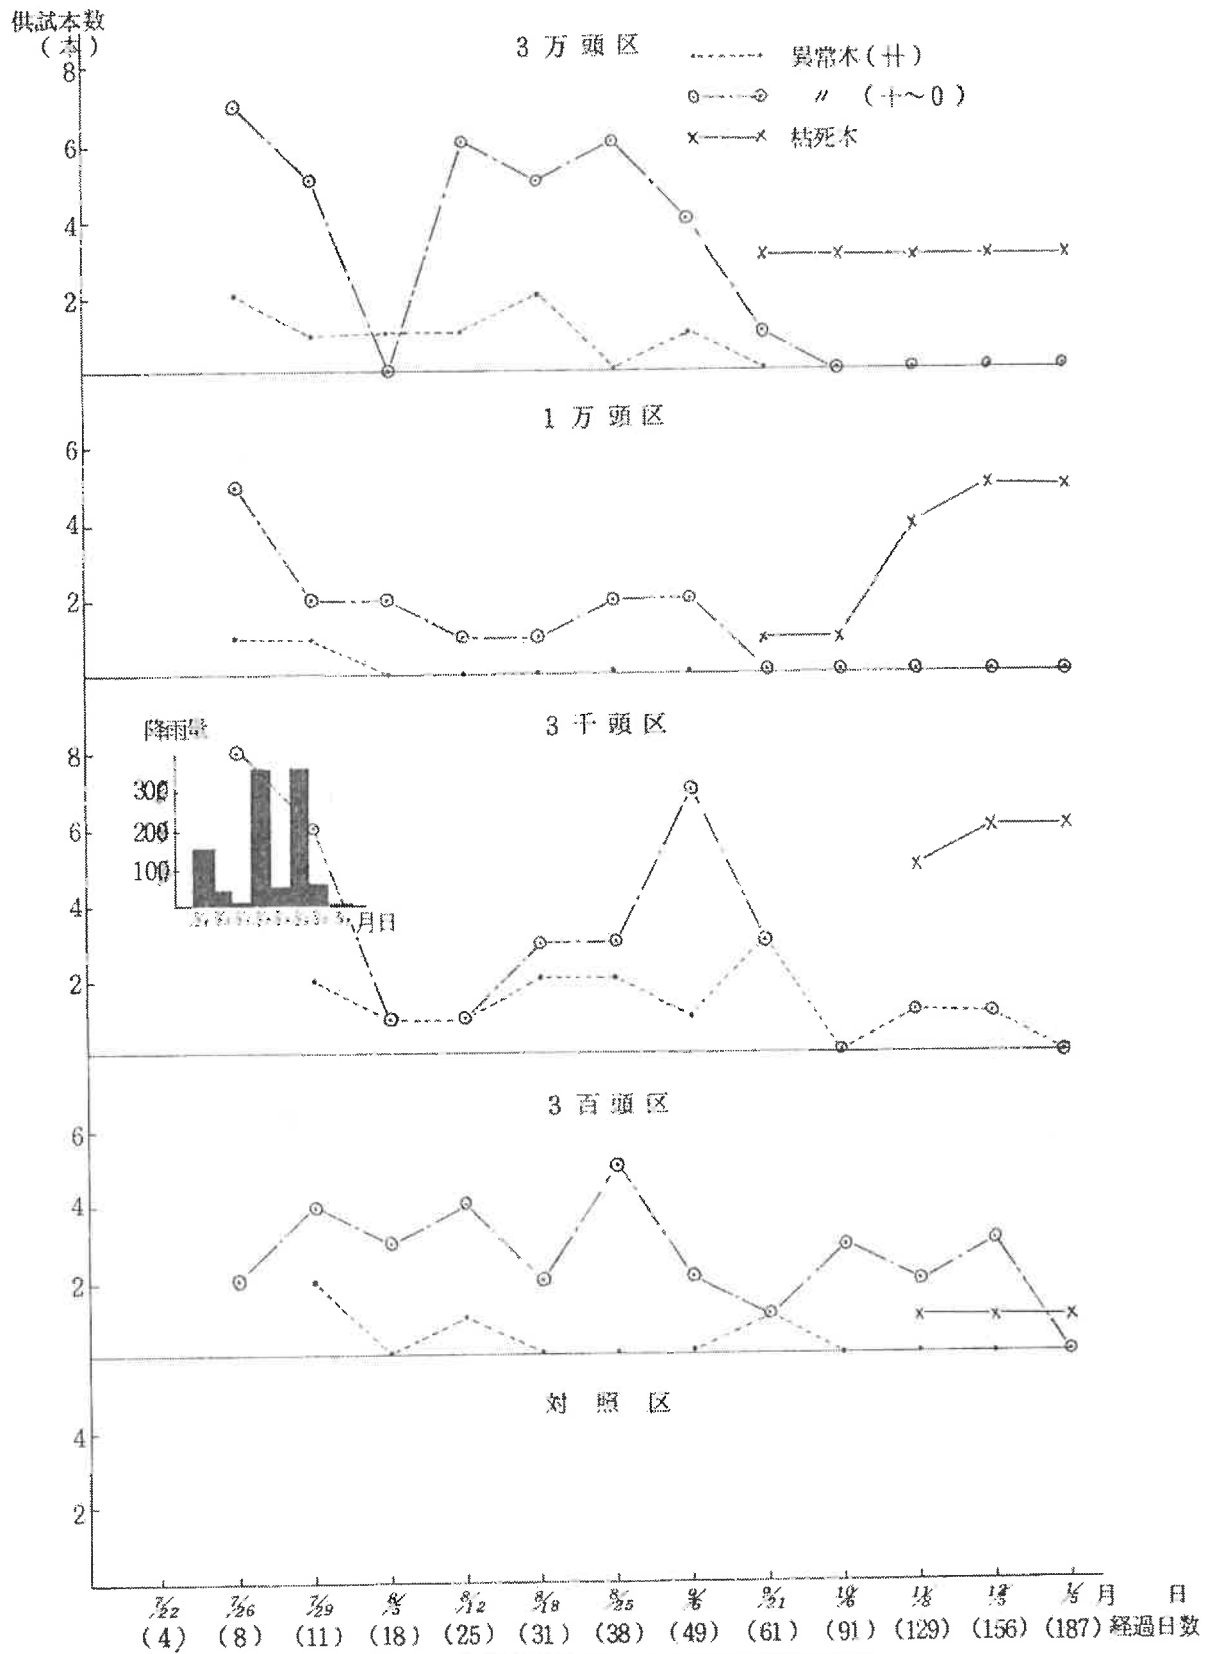 供試本数
(本)
3 万 頭 区
異常木(卄)
〃 (十〜0)
枯死木
8
6
4
2
1 万 頭 区
6
4
2
3 千 頭 区
降雨量
300
200
100
月日
8
6
4
2
3 百 頭 区
6
4
2
対 照 区
4
2
7/22 7/26 7/29 8/5 8/12 8/18 8/25 9/6 9/21 10/6 11/8 12/5 1/5 月 日
(4) (8) (11) (18) (25) (31) (38) (49) (61) (91) (129) (156) (187) 経過日数